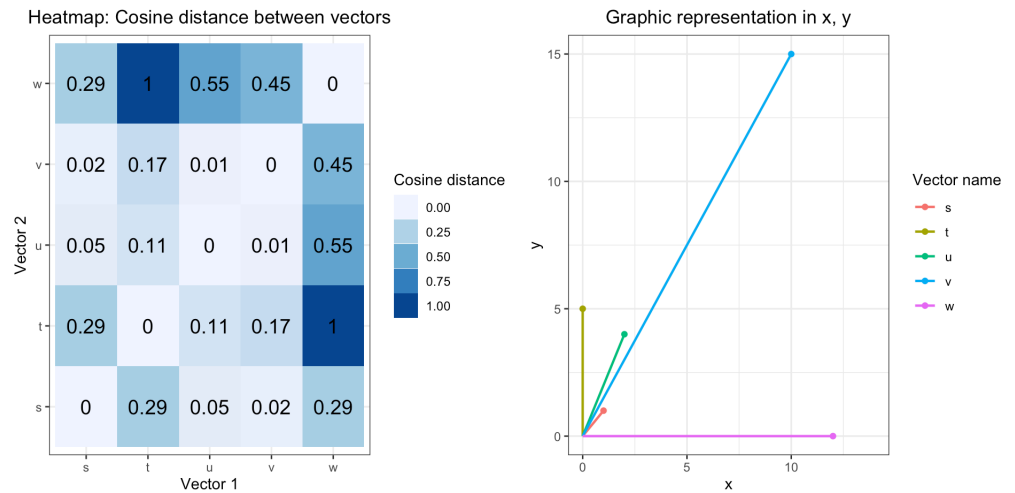 Heatmap: Cosine distance between vectors
w
0.29 1 0.55 0.45 0
v
0.02 0.17 0.01 0 0.45
u
0.05 0.11 0 0.01 0.55
t
0.29 0 0.11 0.17 1
s
0 0.29 0.05 0.02 0.29
s t u v w
Vector 1
Vector 2
Cosine distance
0.00
0.25
0.50
0.75
1.00
Graphic representation in x, y
15
10
5
0
0 5 10
x
y
Vector name
s
t
u
v
w